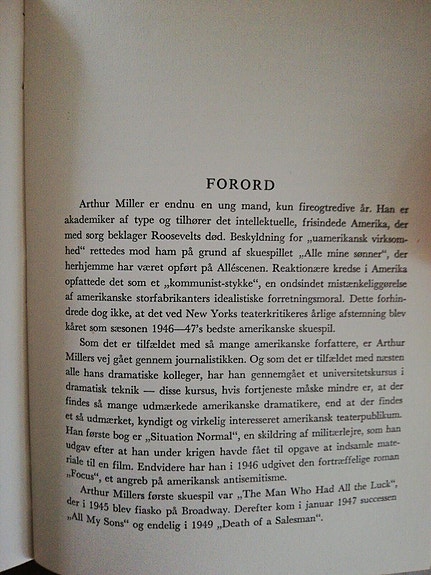 FORORD
Arthur Miller er endnu en ung mand, kun fireogtredive år. Han er
akademiker af type og tilhører det intellektuelle, frisindede Amerika, der
med sorg beklager Roosevelts død. Beskyldning for „uamerikansk virksom-
hed" rettedes mod ham på grund af skuespillet „Alle mine sønner", der
herhjemme har været opført på Alléscenen. Reaktionære kredse i Amerika
opfattede det som et „kommunist-stykke", en ondsindet mistænkeliggørelse
af amerikanske storfabrikanters idealistiske forretningsmoral. Dette forhin-
drede dog ikke, at det ved New Yorks teaterkritikeres årlige afstemning blev
kåret som sæsonen 1946—47's bedste amerikanske skuespil.
Som det er tilfældet med så mange amerikanske forfattere, er Arthur
Millers vej gået gennem journalistikken. Og som det er tilfældet med næsten
alle hans dramatiske kolleger, har han gennemgået et universitetskursus i
dramatisk teknik — disse kursus, hvis fortjeneste måske mindre er, at der
findes så mange udmærkede amerikanske dramatikere, end at der findes
et så udmærket, kyndigt og virkelig interesseret amerikansk teaterpublikum.
Han første bog er „Situation Normal", en skildring af militærlejre, som han
udgav efter at han under krigen havde fået til opgave at indsamle mate-
riale til en film. Endvidere har han i 1946 udgivet den fortræffelige roman
„Focus", et angreb på amerikansk antisemitisme.
Arthur Millers første skuespil var „The Man Who Had All the Luck",
der i 1945 blev fiasko på Broadway. Derefter kom i januar 1947 successen
„All My Sons" og endelig i 1949 „Death of a Salesman".